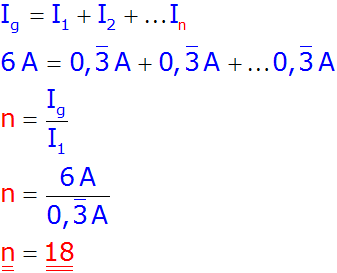 I_g = I_1 + I_2 + ...I_n
6 A = 0,3̅ A + 0,3̅ A + ...0,3̅ A
n = I_g / I_1
n = 6 A / 0,3̅ A
n = 18